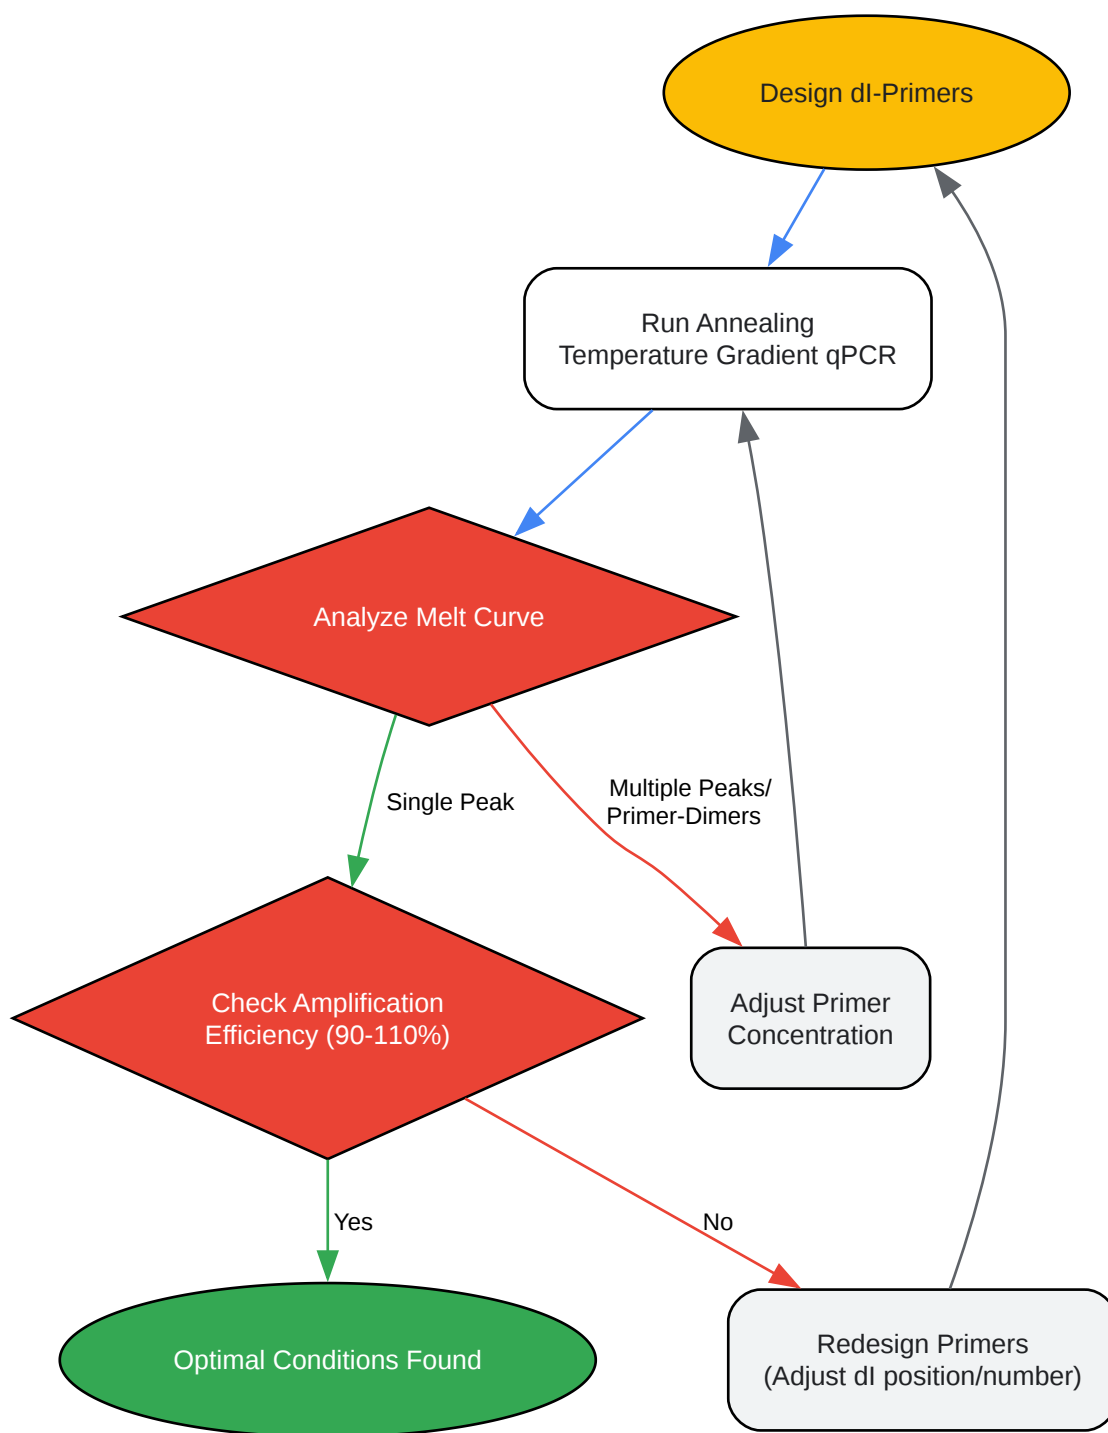 Design dI-Primers
Run Annealing
Temperature Gradient qPCR
Analyze Melt Curve
Single Peak
Multiple Peaks/
Primer-Dimers
Check Amplification
Efficiency (90-110%)
Adjust Primer
Concentration
Yes
No
Optimal Conditions Found
Redesign Primers
(Adjust dI position/number)